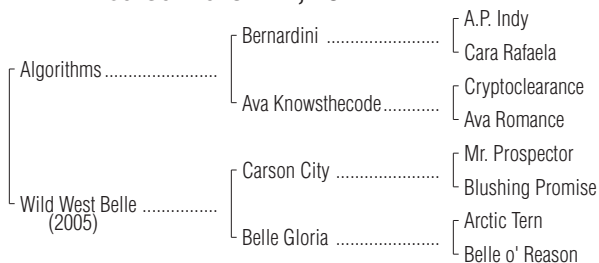 A.P. Indy
Bernardini
Cara Rafaela
Algorithms
Cryptoclearance
Ava Knowsthecode
Ava Romance
Mr. Prospector
Carson City
Blushing Promise
Wild West Belle
(2005)
Arctic Tern
Belle Gloria
Belle o' Reason